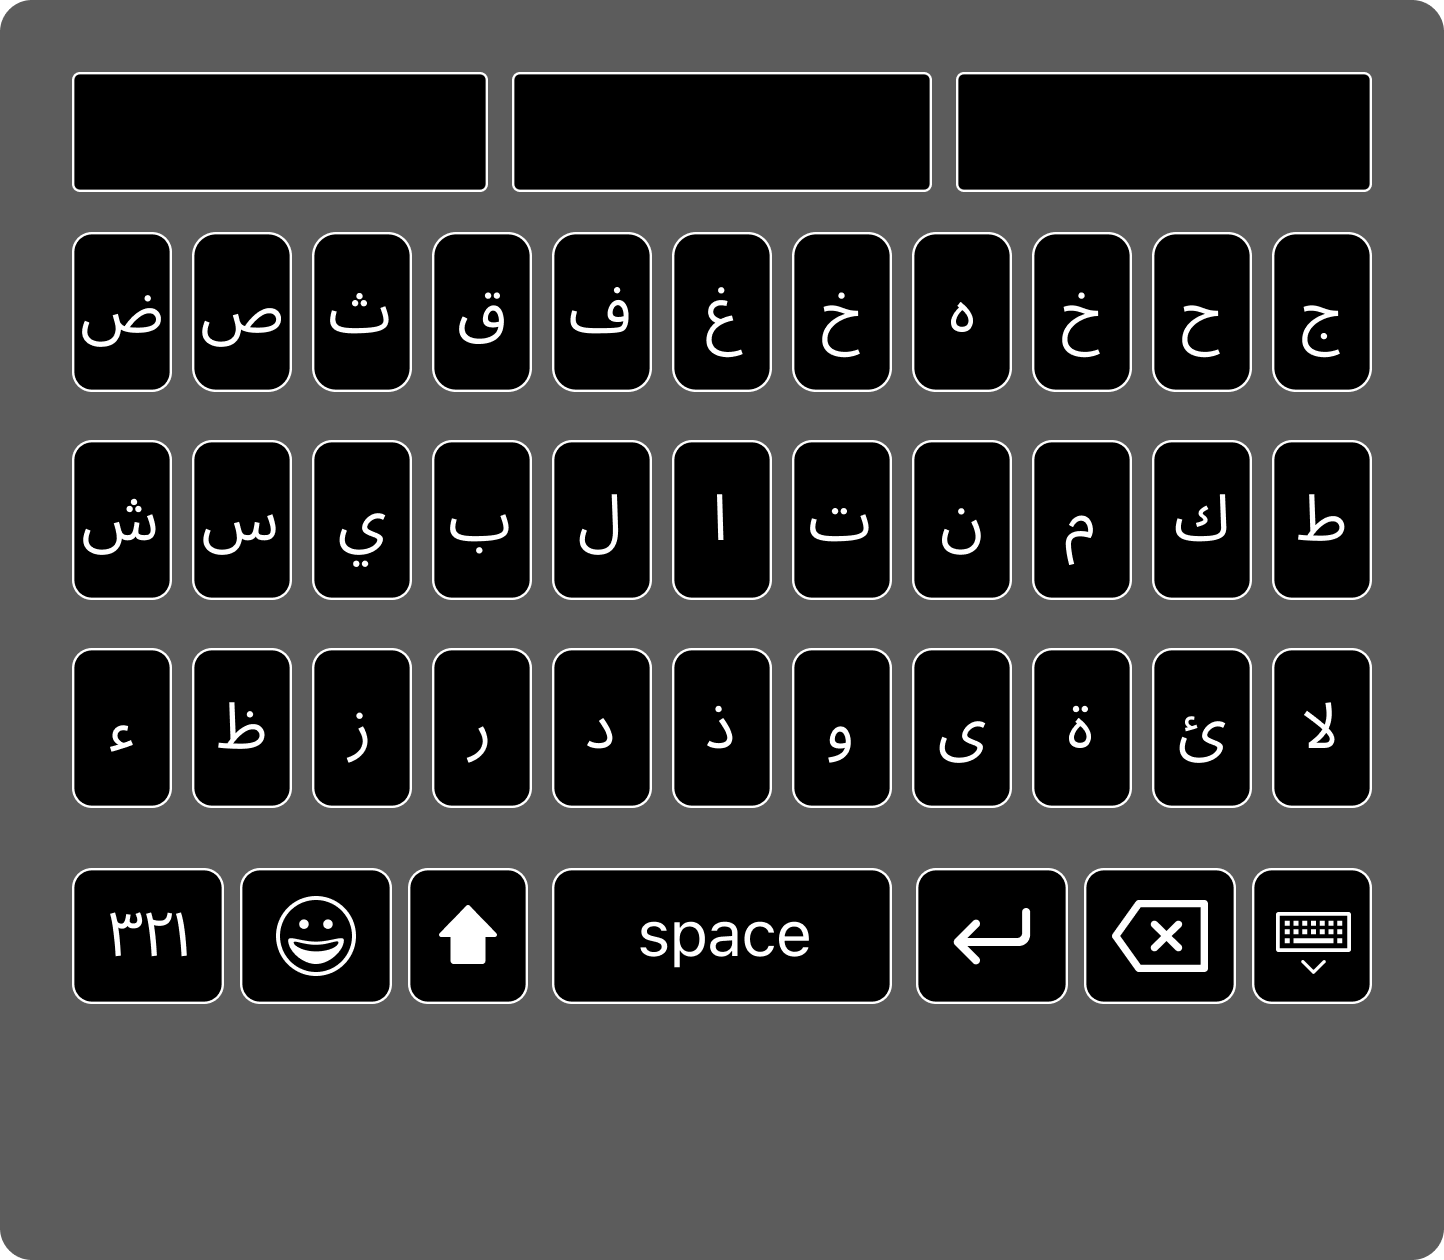 ض ص ث ق ف غ خ ه خ ح ج
ش س ي ب ل ا ت ن م ك ط
ء ظ ز ر د ذ و ى ة ئ لا
٣٢١ space